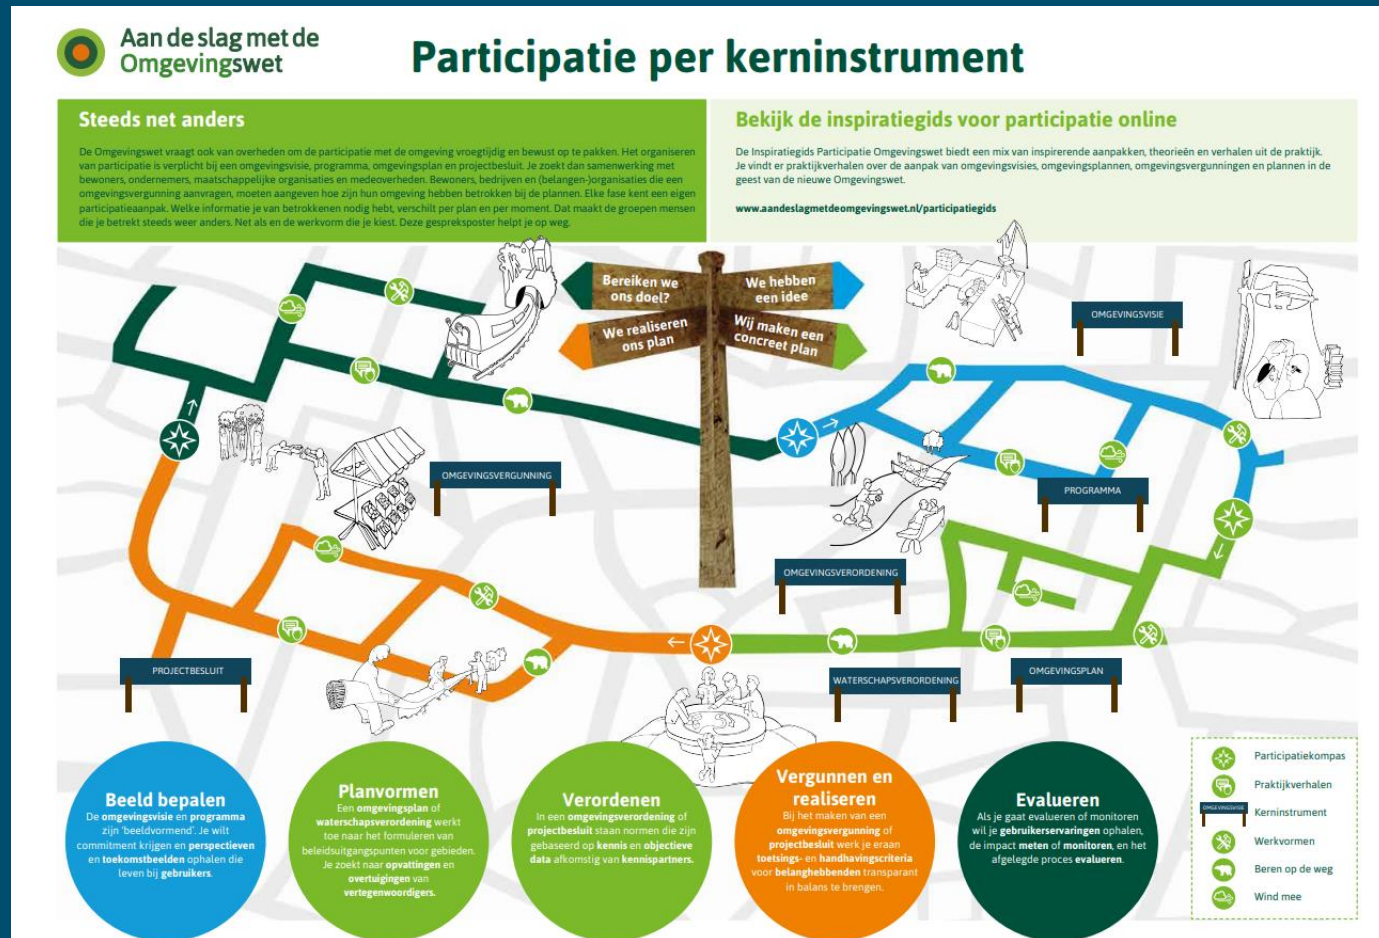 Aan de slag met de
Omgevingswet
Participatie per kerninstrument
Steeds net anders
De Omgevingswet vraagt ook van overheden om de participatie met de omgeving vroegtijdig en bewust op te pakken. Het organiseren
van participatie is verplicht bij een omgevingsvisie, programma, omgevingsplan en projectbesluit. Je zoekt dan samenwerking met
bewoners, ondernemers, maatschappelijke organisaties en medeoverheden. Bewoners, bedrijven en (belangen-)organisaties die een
omgevingsvergunning aanvragen, moeten aangeven hoe zijn hun omgeving hebben betrokken bij de plannen. Elke fase kent een eigen
participatieaanpak. Welke informatie je van betrokkenen nodig hebt, verschilt per plan en per moment. Dat maakt de groepen mensen
die je betrekt steeds weer anders. Net als en de werkvorm die je kiest. Deze gespreksposter helpt je op weg.
Bekijk de inspiratiegids voor participatie online
De Inspiratiegids Participatie Omgevingswet biedt een mix van inspirerende aanpakken, theorieën en verhalen uit de praktijk.
Je vindt er praktijkverhalen over de aanpak van omgevingsvisies, omgevingsplannen, omgevingsvergunningen en plannen in de
geest van de nieuwe Omgevingswet.
www.aandeslagmetdeomgevingswet.nl/participatiegids
Bereiken we
ons doel?
We hebben
een idee
We realiseren
ons plan
Wij maken een
concreet plan
OMGEVINGSVISIE
OMGEVINGSVERGUNNING
PROGRAMMA
OMGEVINGSVERORDENING
PROJECTBESLUIT
WATERSCHAPSVERORDENING
OMGEVINGSPLAN
Beeld bepalen
De omgevingsvisie en programma
zijn 'beeldvormend'. Je wilt
commitment krijgen en perspectieven
en toekomstbeelden ophalen die
leven bij gebruikers.
Planvormen
Een omgevingsplan of
waterschapsverordening werkt
toe naar het formuleren van
beleidsuitgangspunten voor gebieden.
Je zoekt naar opvattingen en
overtuigingen van
vertegenwoordigers.
Verordenen
In een omgevingsverordening of
projectbesluit staan normen die zijn
gebaseerd op kennis en objectieve
data afkomstig van kennispartners.
Vergunnen en
realiseren
Bij het maken van een
omgevingsvergunning of
projectbesluit werk je eraan
toetsings- en handhavingscriteria
voor belanghebbenden transparant
in balans te brengen.
Evalueren
Als je gaat evalueren of monitoren
wil je gebruikerservaringen ophalen,
de impact meten of monitoren, en het
afgelegde proces evalueren.
Participatiekompas
Praktijkverhalen
OMGEVINGSVISIE
Kerninstrument
Werkvormen
Beren op de weg
Wind mee